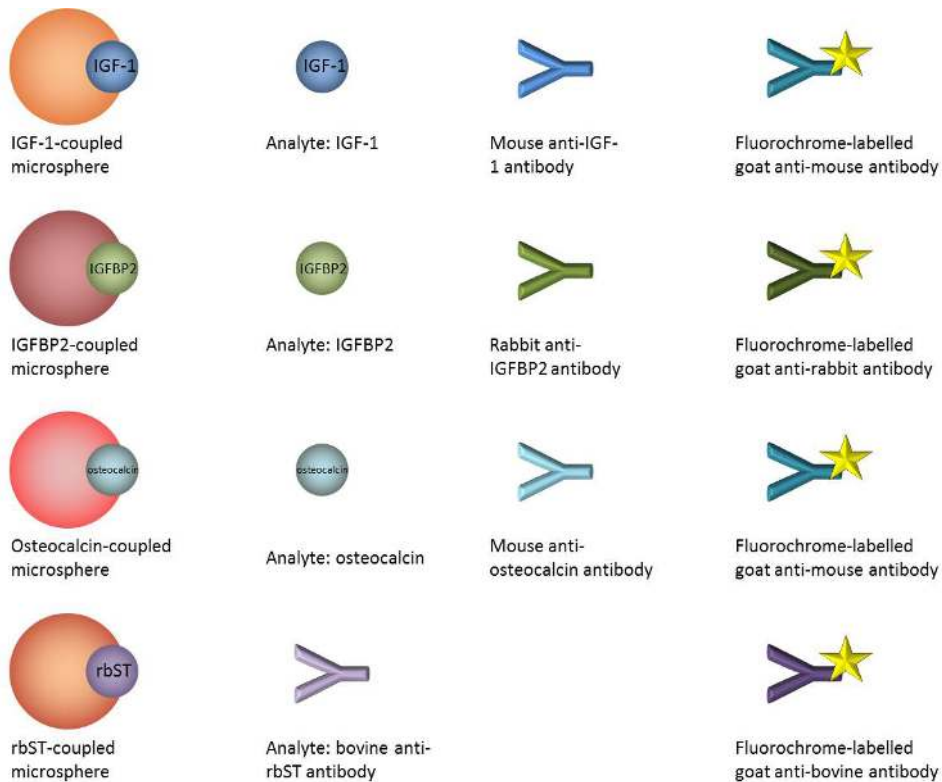 IGF-1
IGF-1
IGF-1-coupled
microsphere
Analyte: IGF-1
Mouse anti-IGF-
1 antibody
Fluorochrome-labelled
goat anti-mouse antibody
IGFBP2
IGFBP2
IGFBP2-coupled
microsphere
Analyte: IGFBP2
Rabbit anti-
IGFBP2 antibody
Fluorochrome-labelled
goat anti-rabbit antibody
osteocalcin
osteocalcin
Osteocalcin-coupled
microsphere
Analyte: osteocalcin
Mouse anti-
osteocalcin antibody
Fluorochrome-labelled
goat anti-mouse antibody
rbST
rbST-coupled
microsphere
Analyte: bovine anti-
rbST antibody
Fluorochrome-labelled
goat anti-bovine antibody